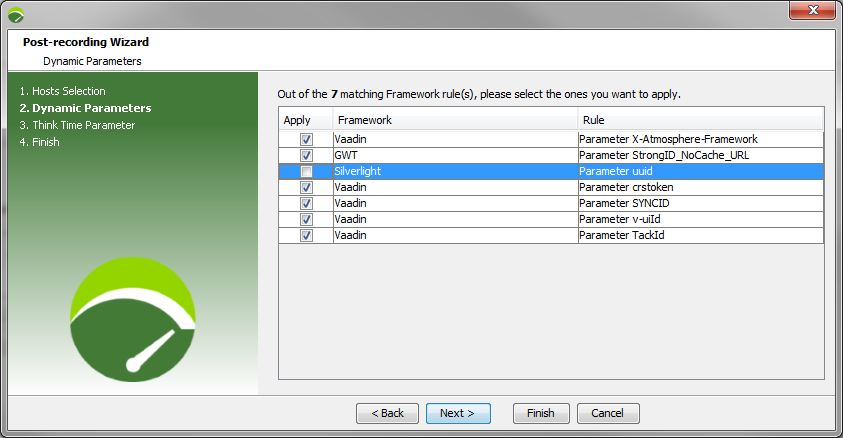 Post-recording Wizard
Dynamic Parameters
1. Hosts Selection
2. Dynamic Parameters
3. Think Time Parameter
4. Finish
Out of the 7 matching Framework rule(s), please select the ones you want to apply.
Apply Framework Rule
Vaadin Parameter X-Atmosphere-Framework
GWT Parameter StrongID_NoCache_URL
Silverlight Parameter uuid
Vaadin Parameter crstoken
Vaadin Parameter SYNCID
Vaadin Parameter v-uiId
Vaadin Parameter TackId
< Back Next > Finish Cancel